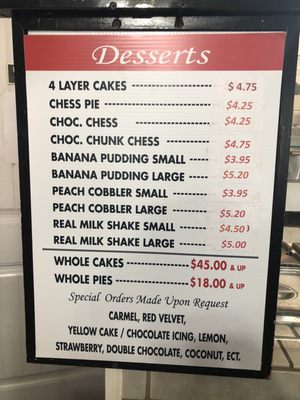 Desserts
4 LAYER CAKES ---------------- $4.75
CHESS PIE --------------------- $4.25
CHOC. CHESS ----------------- $4.25
CHOC. CHUNK CHESS --------- $4.75
BANANA PUDDING SMALL ----- $3.95
BANANA PUDDING LARGE ----- $5.20
PEACH COBBLER SMALL -------- $3.95
PEACH COBBLER LARGE -------- $5.20
REAL MILK SHAKE SMALL ------ $4.50
REAL MILK SHAKE LARGE ------- $5.00
WHOLE CAKES ------------- $45.00 & UP
WHOLE PIES --------------- $18.00 & UP
Special Orders Made Upon Request
CARMEL, RED VELVET,
YELLOW CAKE / CHOCOLATE ICING, LEMON,
STRAWBERRY, DOUBLE CHOCOLATE, COCONUT, ECT.